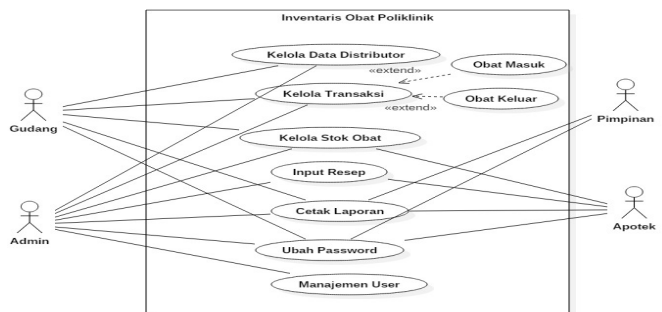 Inventaris Obat Poliklinik
Kelola Data Distributor
Obat Masuk
«extend»
Kelola Transaksi
Obat Keluar
«extend»
Gudang
Pimpinan
Kelola Stok Obat
Input Resep
Cetak Laporan
Admin
Apotek
Ubah Password
Manajemen User